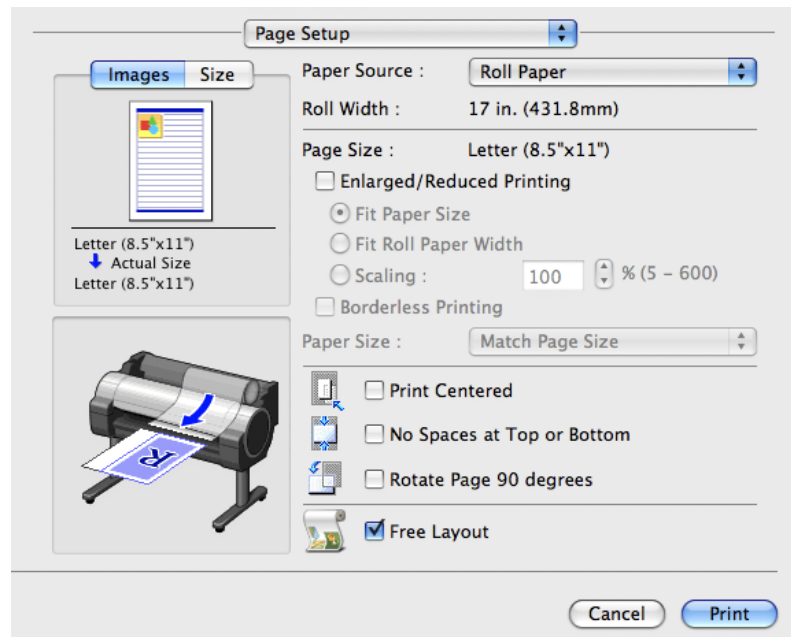 Page Setup
Images Size
Letter (8.5"x11")
Actual Size
Letter (8.5"x11")
R
Paper Source : Roll Paper
Roll Width : 17 in. (431.8mm)
Page Size : Letter (8.5"x11")
Enlarged/Reduced Printing
Fit Paper Size
Fit Roll Paper Width
Scaling : 100 % (5 – 600)
Borderless Printing
Paper Size : Match Page Size
Print Centered
No Spaces at Top or Bottom
Rotate Page 90 degrees
Free Layout
Cancel Print